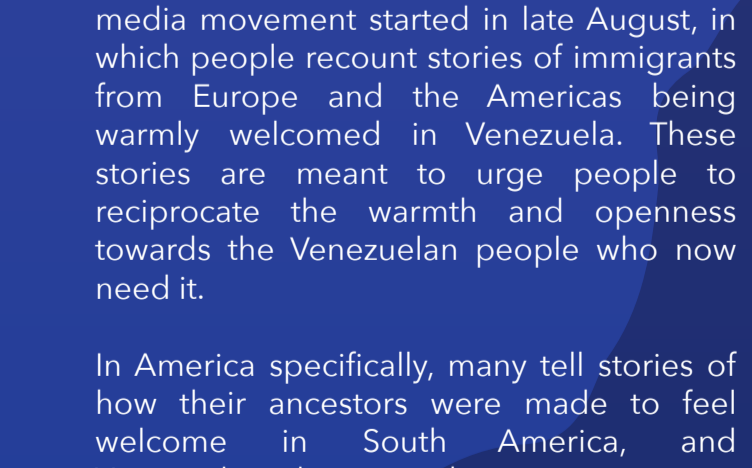 media movement started in late August, in
which people recount stories of immigrants
from Europe and the Americas being
warmly welcomed in Venezuela. These
stories are meant to urge people to
reciprocate the warmth and openness
towards the Venezuelan people who now
need it.
In America specifically, many tell stories of
how their ancestors were made to feel
welcome in South America, and